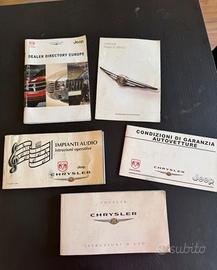 Jeep
DEALER DIRECTORY EUROPE
IMPIANTI AUDIO
Istruzioni operative
Jeep
CHRYSLER
CONDIZIONI DI GARANZIA
AUTOVETTURE
CHRYSLER
Jeep
VOYAGER
CHRYSLER
ISTRUZIONI D'USO
subito